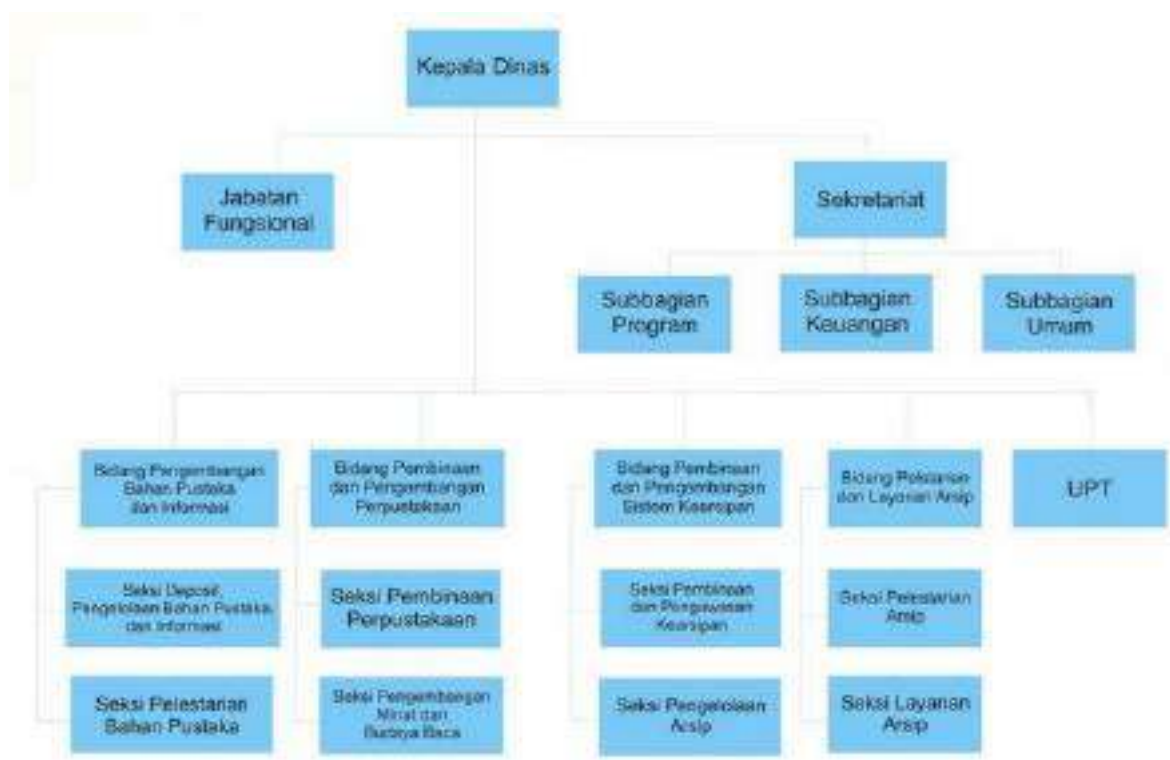 Kepala Dinas
Jabatan
Fungsional
Sekretariat
Subbagian
Program
Subbagian
Keuangan
Subbagian
Umum
Bidang Pengembangan
Bahan Pustaka
dan Informasi
Bidang Pembinaan
dan Pengembangan
Perpustakaan
Bidang Pembinaan
dan Pengembangan
Sistem Kearsipan
Bidang Pelestarian
dan Layanan Arsip
UPT
Seksi Deposit,
Pengelolaan Bahan Pustaka
dan Informasi
Seksi Pembinaan
Perpustakaan
Seksi Pembinaan
dan Pengawasan
Kearsipan
Seksi Pelestarian
Arsip
Seksi Pelestarian
Bahan Pustaka
Seksi Pengembangan
Minat dan
Budaya Baca
Seksi Pengelolaan
Arsip
Seksi Layanan
Arsip